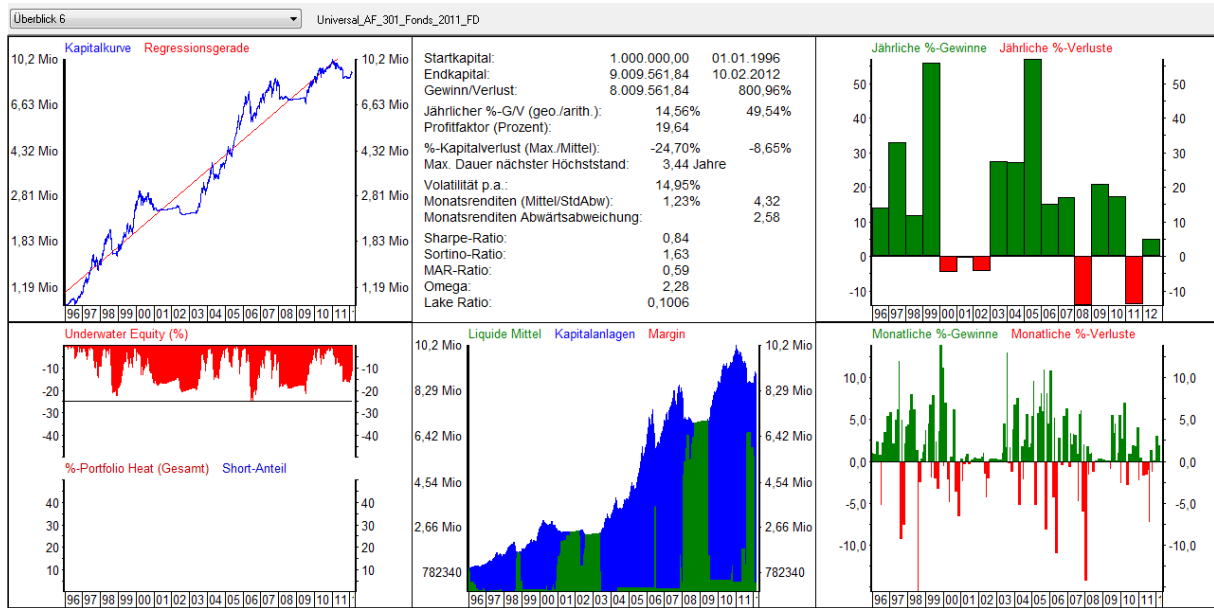 Überblick 6 Universal_AF_301_Fonds_2011_FD
Kapitalkurve Regressionsgerade
10,2 Mio 10,2 Mio
6,63 Mio 6,63 Mio
4,32 Mio 4,32 Mio
2,81 Mio 2,81 Mio
1,83 Mio 1,83 Mio
1,19 Mio 1,19 Mio
96 97 98 99 00 01 02 03 04 05 06 07 08 09 10 11
Startkapital: 1.000.000,00 01.01.1996
Endkapital: 9.009.561,84 10.02.2012
Gewinn/Verlust: 8.009.561,84 800,96%
Jährlicher %-G/V (geo./arith.): 14,56% 49,54%
Profitfaktor (Prozent): 19,64
%-Kapitalverlust (Max./Mittel): -24,70% -8,65%
Max. Dauer nächster Höchststand: 3,44 Jahre
Volatilität p.a.: 14,95%
Monatsrenditen (Mittel/StdAbw): 1,23% 4,32
Monatsrenditen Abwärtsabweichung: 2,58
Sharpe-Ratio: 0,84
Sortino-Ratio: 1,63
MAR-Ratio: 0,59
Omega: 2,28
Lake Ratio: 0,1006
Jährliche %-Gewinne Jährliche %-Verluste
50 50
40 40
30 30
20 20
10 10
0 0
-10 -10
96 97 98 99 00 01 02 03 04 05 06 07 08 09 10 11 12
Underwater Equity (%)
-10 -10
-20 -20
-30 -30
-40 -40
%-Portfolio Heat (Gesamt) Short-Anteil
40 40
30 30
20 20
10 10
96 97 98 99 00 01 02 03 04 05 06 07 08 09 10 11
Liquide Mittel Kapitalanlagen Margin
10,2 Mio 10,2 Mio
8,29 Mio 8,29 Mio
6,42 Mio 6,42 Mio
4,54 Mio 4,54 Mio
2,66 Mio 2,66 Mio
782340 782340
96 97 98 99 00 01 02 03 04 05 06 07 08 09 10 11
Monatliche %-Gewinne Monatliche %-Verluste
10,0 10,0
5,0 5,0
0,0 0,0
-5,0 -5,0
-10,0 -10,0
96 97 98 99 00 01 02 03 04 05 06 07 08 09 10 11